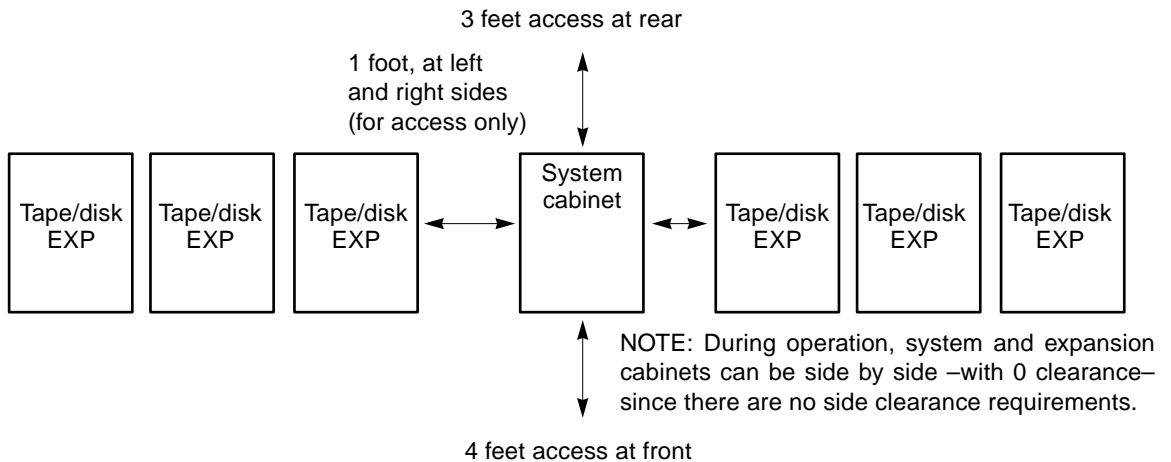 3 feet access at rear
1 foot, at left
and right sides
(for access only)
Tape/disk
EXP
Tape/disk
EXP
Tape/disk
EXP
System
cabinet
Tape/disk
EXP
Tape/disk
EXP
Tape/disk
EXP
NOTE: During operation, system and expansion
cabinets can be side by side –with 0 clearance–
since there are no side clearance requirements.
4 feet access at front